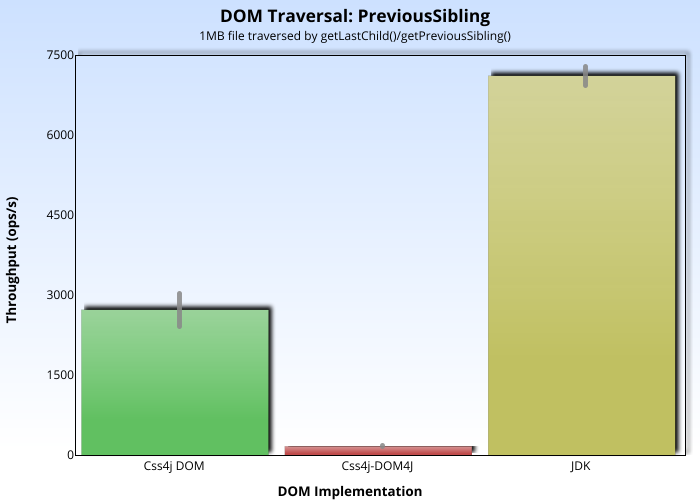 DOM Traversal: PreviousSibling
1MB file traversed by getLastChild()/getPreviousSibling()
Throughput (ops/s)
7500
6000
4500
3000
1500
0
Css4j DOM
Css4j-DOM4J
JDK
DOM Implementation